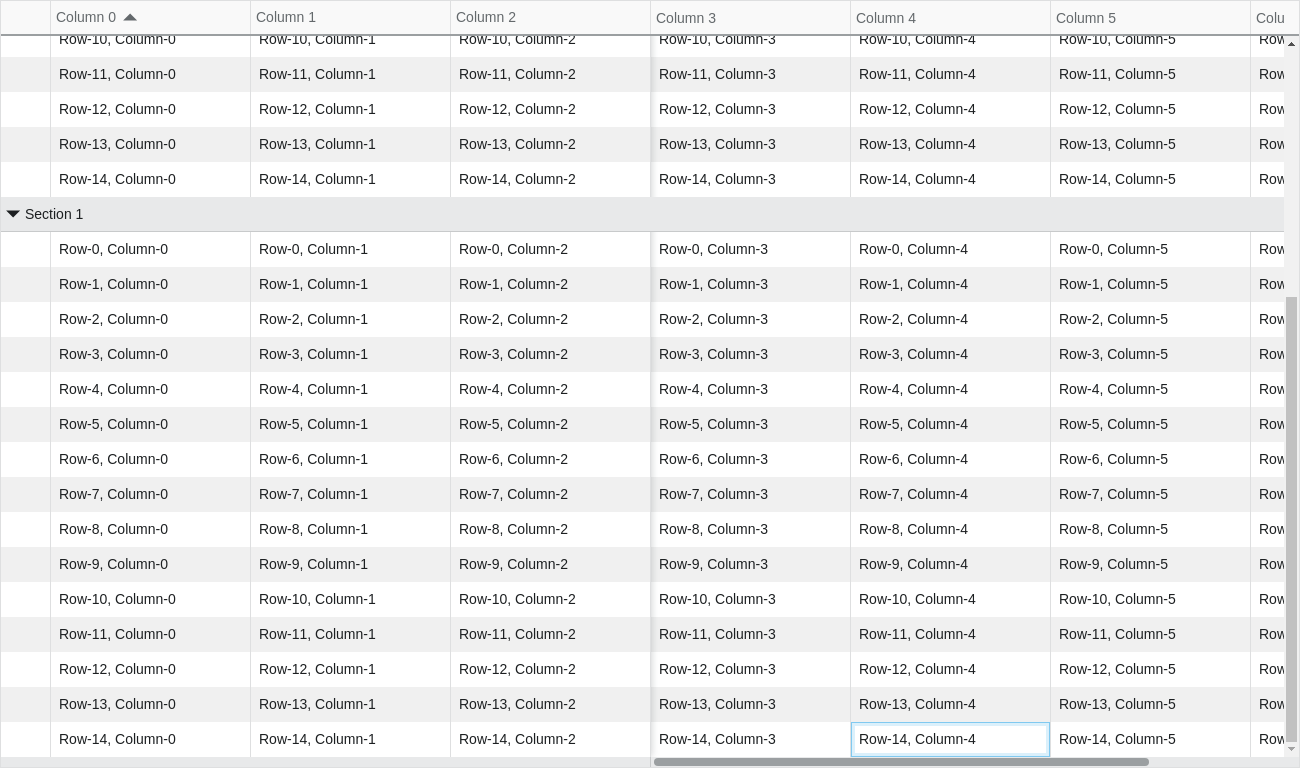 Column 0 Column 1 Column 2 Column 3 Column 4 Column 5 Colu
Row-10, Column-0 Row-10, Column-1 Row-10, Column-2 Row-10, Column-3 Row-10, Column-4 Row-10, Column-5 Row
Row-11, Column-0 Row-11, Column-1 Row-11, Column-2 Row-11, Column-3 Row-11, Column-4 Row-11, Column-5 Row
Row-12, Column-0 Row-12, Column-1 Row-12, Column-2 Row-12, Column-3 Row-12, Column-4 Row-12, Column-5 Row
Row-13, Column-0 Row-13, Column-1 Row-13, Column-2 Row-13, Column-3 Row-13, Column-4 Row-13, Column-5 Row
Row-14, Column-0 Row-14, Column-1 Row-14, Column-2 Row-14, Column-3 Row-14, Column-4 Row-14, Column-5 Row
Section 1
Row-0, Column-0 Row-0, Column-1 Row-0, Column-2 Row-0, Column-3 Row-0, Column-4 Row-0, Column-5 Row
Row-1, Column-0 Row-1, Column-1 Row-1, Column-2 Row-1, Column-3 Row-1, Column-4 Row-1, Column-5 Row
Row-2, Column-0 Row-2, Column-1 Row-2, Column-2 Row-2, Column-3 Row-2, Column-4 Row-2, Column-5 Row
Row-3, Column-0 Row-3, Column-1 Row-3, Column-2 Row-3, Column-3 Row-3, Column-4 Row-3, Column-5 Row
Row-4, Column-0 Row-4, Column-1 Row-4, Column-2 Row-4, Column-3 Row-4, Column-4 Row-4, Column-5 Row
Row-5, Column-0 Row-5, Column-1 Row-5, Column-2 Row-5, Column-3 Row-5, Column-4 Row-5, Column-5 Row
Row-6, Column-0 Row-6, Column-1 Row-6, Column-2 Row-6, Column-3 Row-6, Column-4 Row-6, Column-5 Row
Row-7, Column-0 Row-7, Column-1 Row-7, Column-2 Row-7, Column-3 Row-7, Column-4 Row-7, Column-5 Row
Row-8, Column-0 Row-8, Column-1 Row-8, Column-2 Row-8, Column-3 Row-8, Column-4 Row-8, Column-5 Row
Row-9, Column-0 Row-9, Column-1 Row-9, Column-2 Row-9, Column-3 Row-9, Column-4 Row-9, Column-5 Row
Row-10, Column-0 Row-10, Column-1 Row-10, Column-2 Row-10, Column-3 Row-10, Column-4 Row-10, Column-5 Row
Row-11, Column-0 Row-11, Column-1 Row-11, Column-2 Row-11, Column-3 Row-11, Column-4 Row-11, Column-5 Row
Row-12, Column-0 Row-12, Column-1 Row-12, Column-2 Row-12, Column-3 Row-12, Column-4 Row-12, Column-5 Row
Row-13, Column-0 Row-13, Column-1 Row-13, Column-2 Row-13, Column-3 Row-13, Column-4 Row-13, Column-5 Row
Row-14, Column-0 Row-14, Column-1 Row-14, Column-2 Row-14, Column-3 Row-14, Column-4 Row-14, Column-5 Row